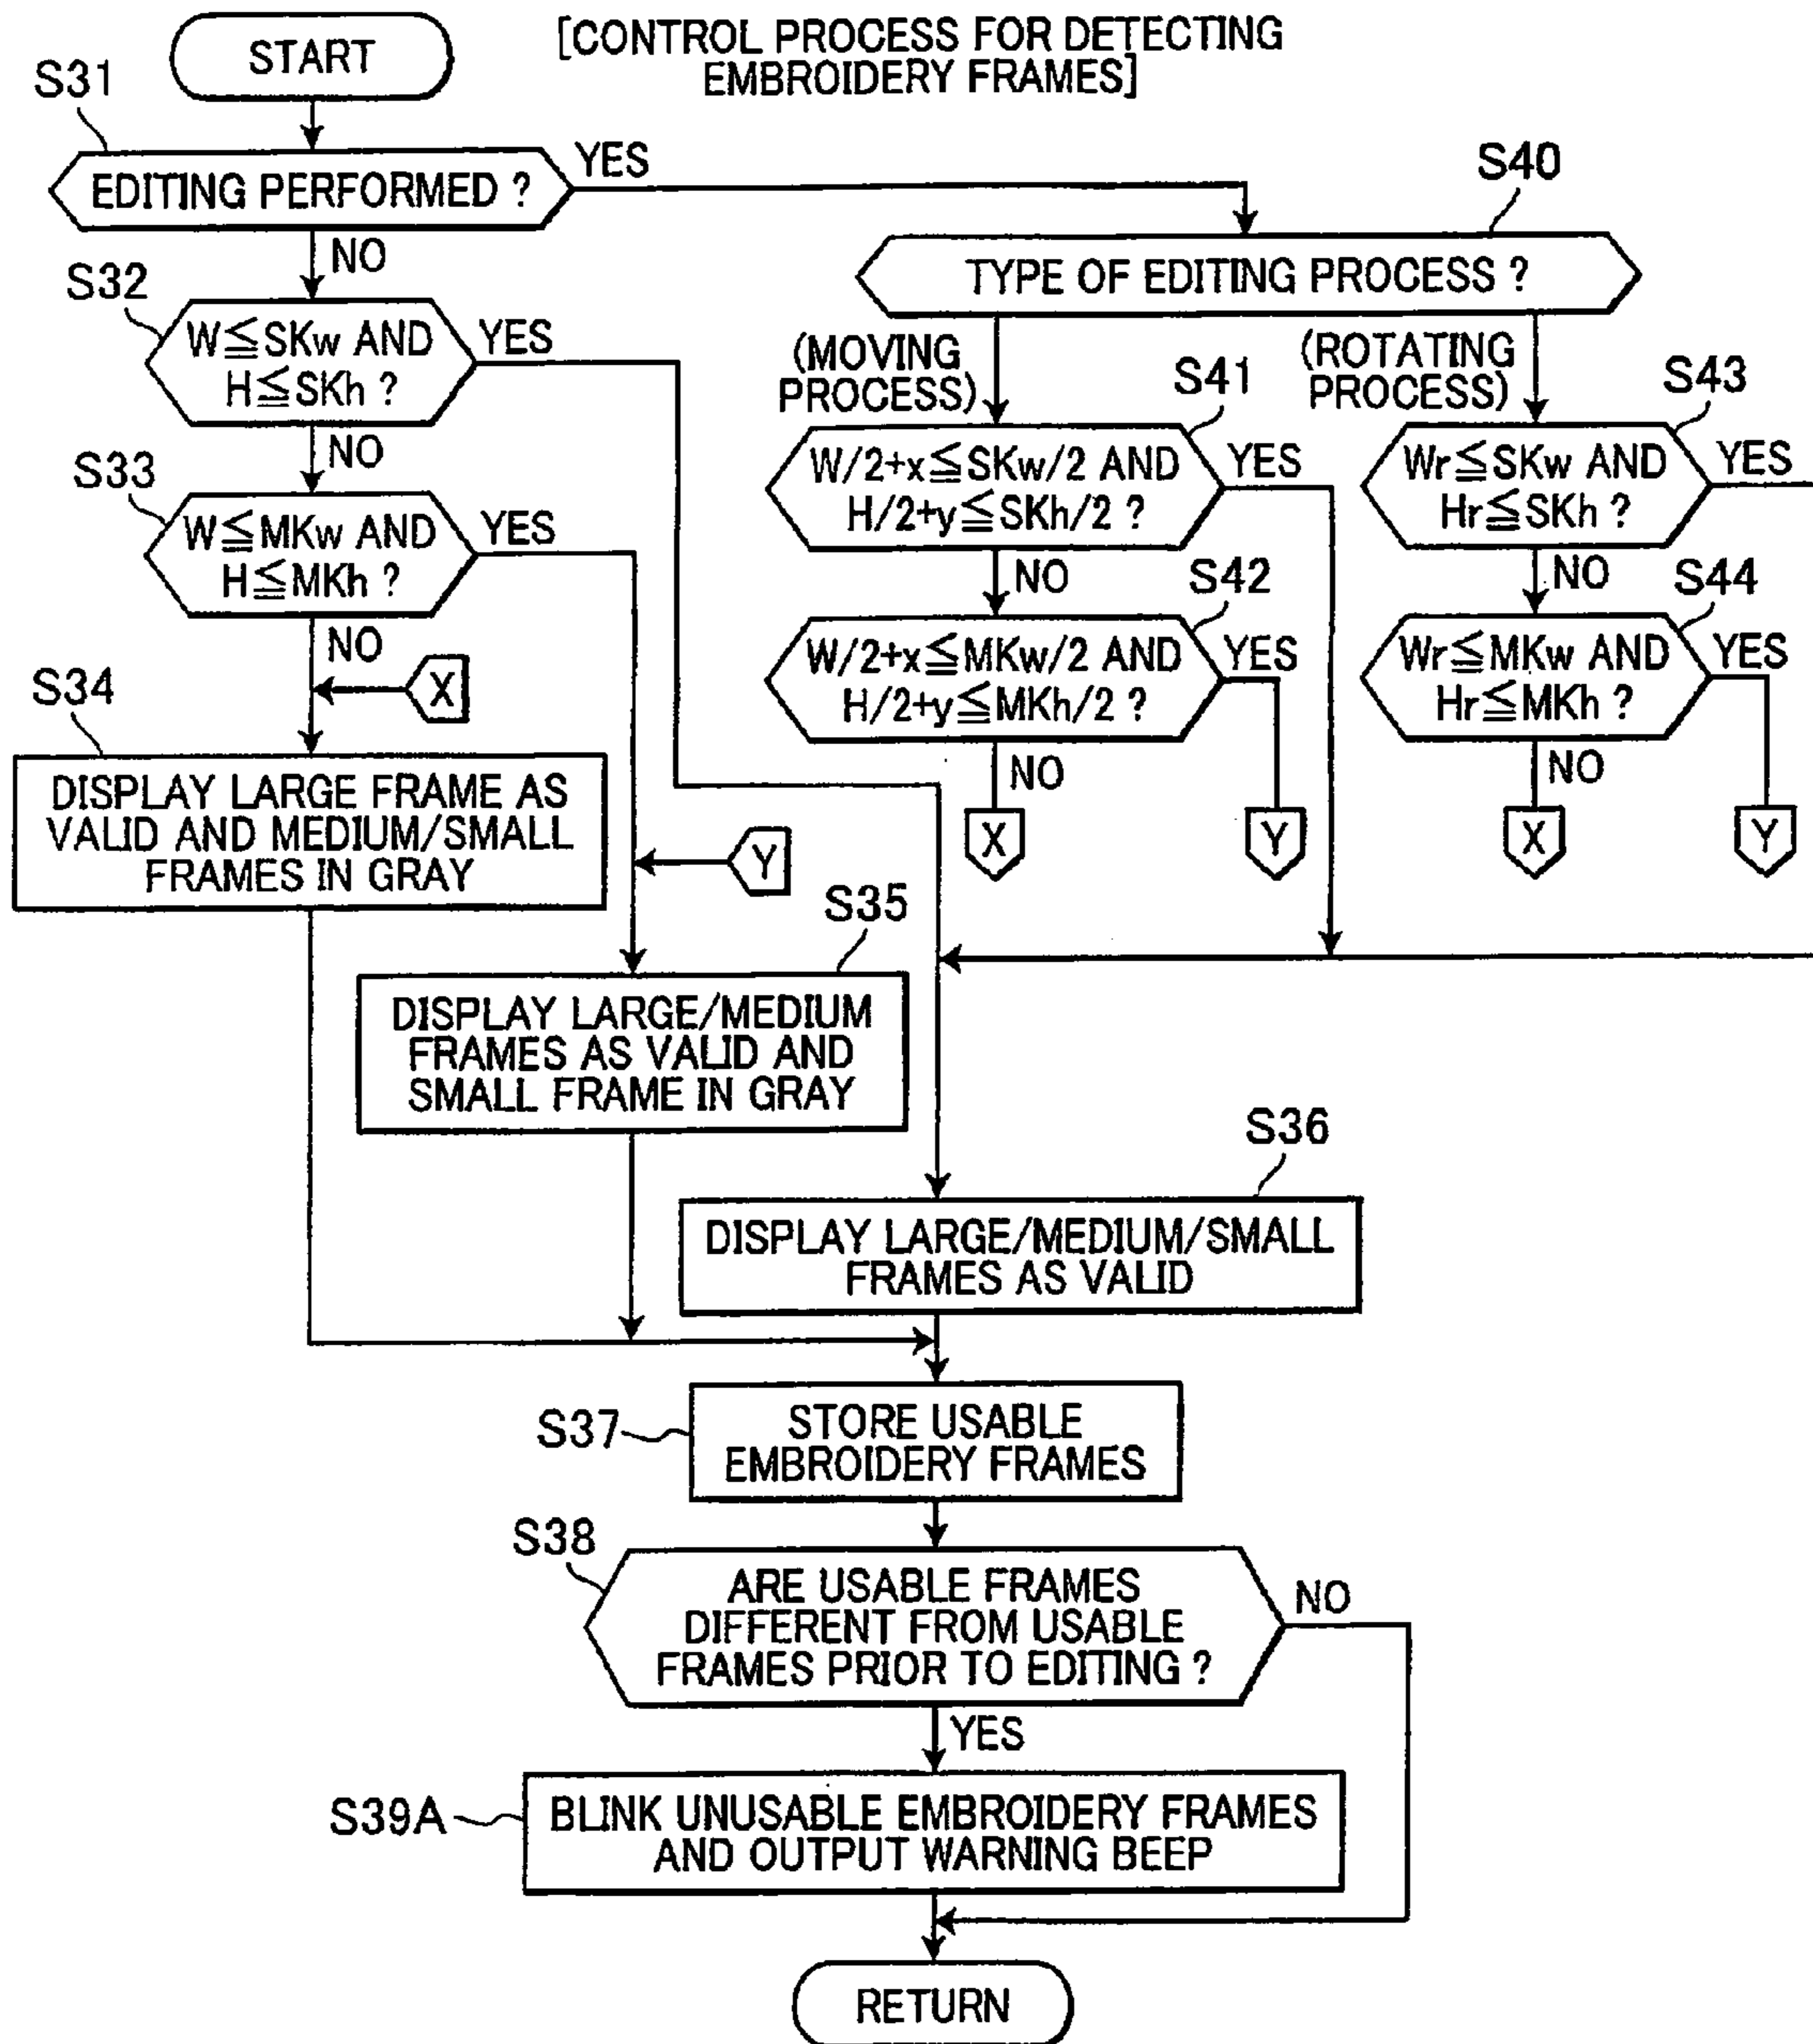 [CONTROL PROCESS FOR DETECTING
EMBROIDERY FRAMES]
START
S31
EDITING PERFORMED ?
YES
NO
S32
W≦SKw AND
H≦SKh ?
YES
NO
S33
W≦MKw AND
H≦MKh ?
YES
NO
X
S34
DISPLAY LARGE FRAME AS
VALID AND MEDIUM/SMALL
FRAMES IN GRAY
Y
S35
DISPLAY LARGE/MEDIUM
FRAMES AS VALID AND
SMALL FRAME IN GRAY
S40
TYPE OF EDITING PROCESS ?
(MOVING
PROCESS)
S41
W/2+x≦SKw/2 AND
H/2+y≦SKh/2 ?
YES
NO
S42
W/2+x≦MKw/2 AND
H/2+y≦MKh/2 ?
YES
NO
X
Y
(ROTATING
PROCESS)
S43
Wr≦SKw AND
Hr≦SKh ?
YES
NO
S44
Wr≦MKw AND
Hr≦MKh ?
YES
NO
X
Y
S36
DISPLAY LARGE/MEDIUM/SMALL
FRAMES AS VALID
S37
STORE USABLE
EMBROIDERY FRAMES
S38
ARE USABLE FRAMES
DIFFERENT FROM USABLE
FRAMES PRIOR TO EDITING ?
NO
YES
S39A
BLINK UNUSABLE EMBROIDERY FRAMES
AND OUTPUT WARNING BEEP
RETURN